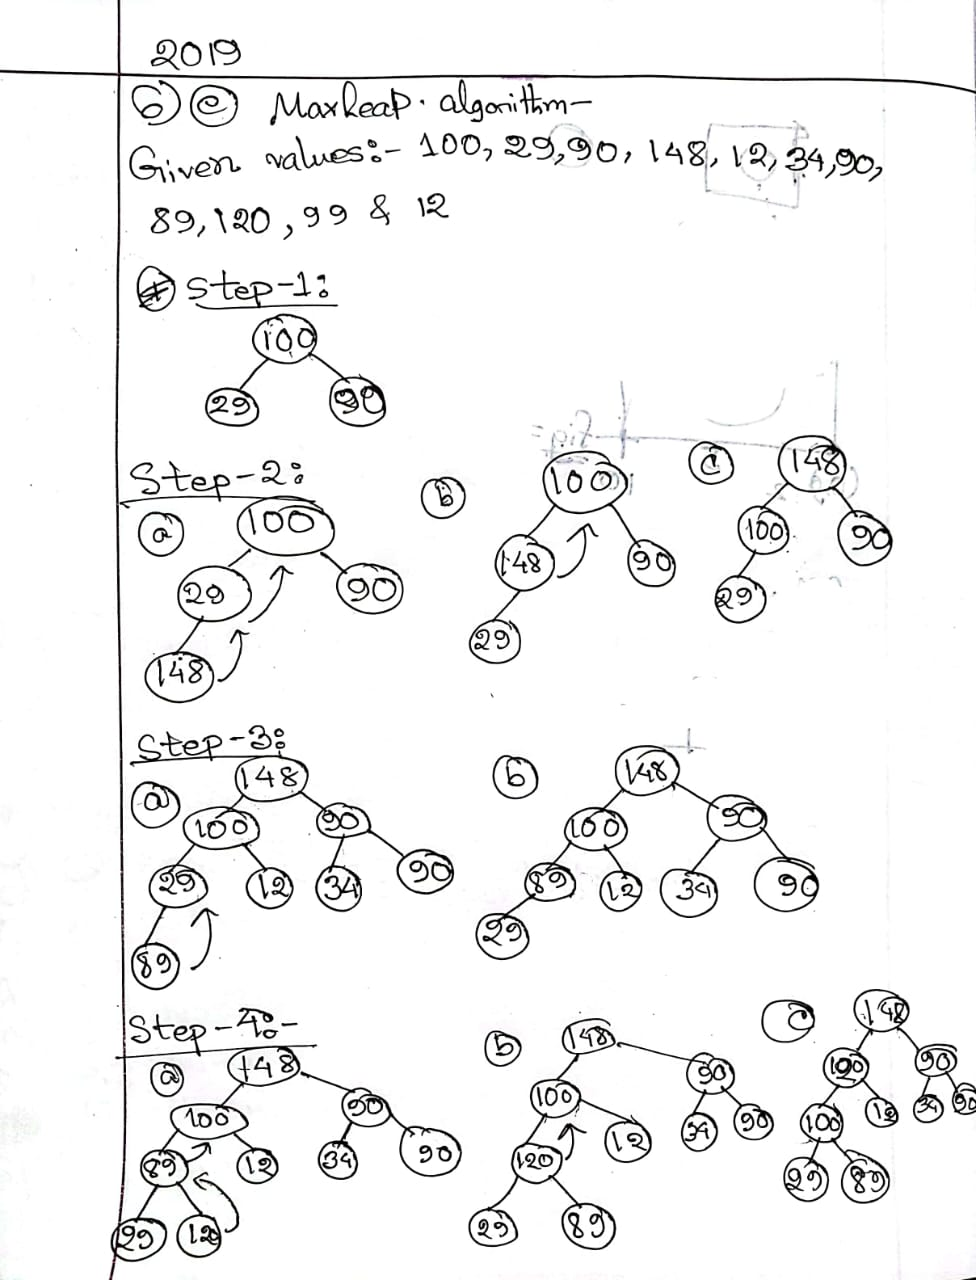 2019
6) e Maxheap. algorithm-
Given values:- 100, 29, 90, 148, 12, 34, 90,
89, 120, 99 & 12
Step-1:
100
29 90
Step-2:
a 100
29 90
148
b 100
148 90
29
c 148
100 90
29
Step-3:
a 148
100 90
29 12 34 90
89
b 148
100 90
89 12 34 90
29
Step-4:-
a 148
100 90
89 12 34 90
29 120
b 148
100 90
120 12 34 90
29 89
c 148
120 90
100 12 34 90
29 89